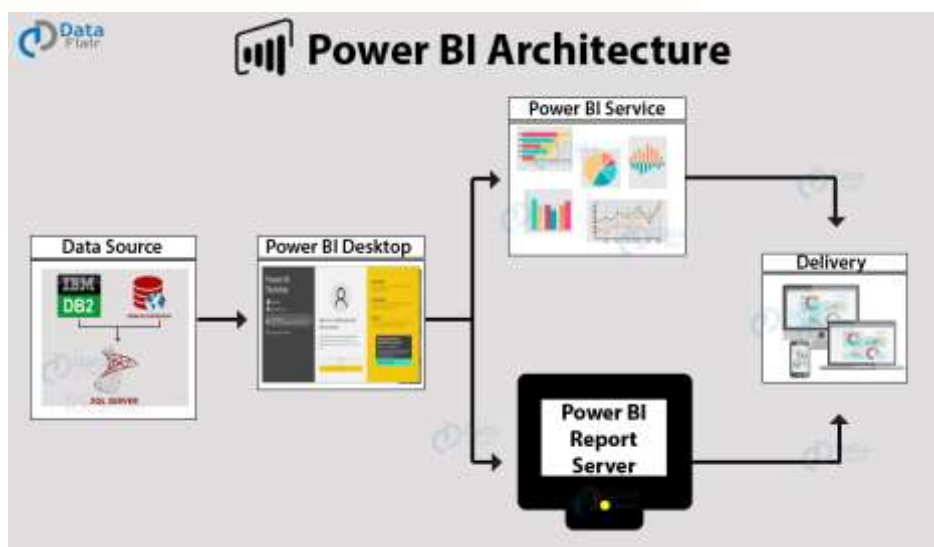 Data
Flair
Power BI Architecture
Power BI Service
Data Source
Power BI Desktop
Delivery
IBM
DB2
SQL SERVER
Power BI
Report
Server